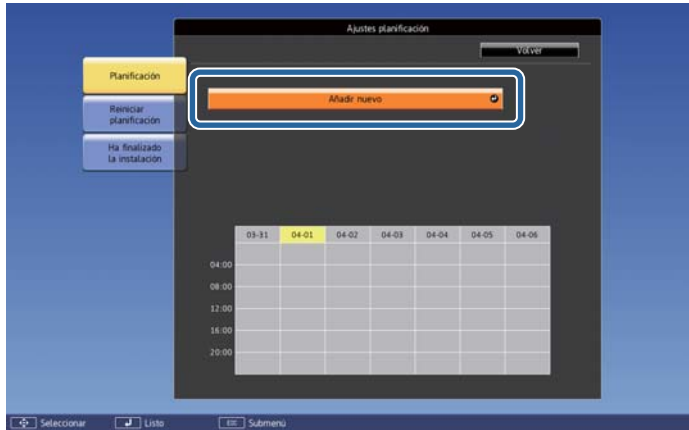 Ajustes planificación
Volver
Planificación
Añadir nuevo
Reiniciar
planificación
Ha finalizado
la instalación
03-31 04-01 04-02 04-03 04-04 04-05 04-06
04:00
08:00
12:00
16:00
20:00
Seleccionar Listo ESC Submenú